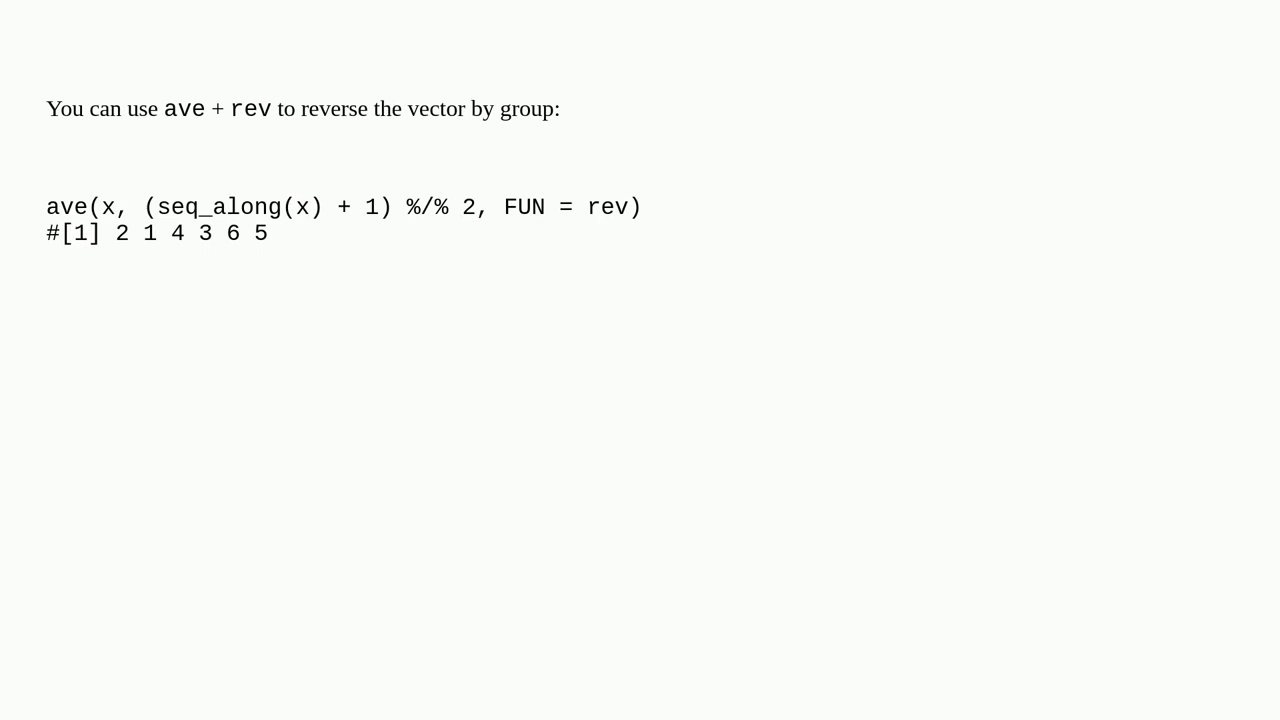 You can use ave + rev to reverse the vector by group:
ave(x, (seq_along(x) + 1) %/% 2, FUN = rev)
#[1] 2 1 4 3 6 5